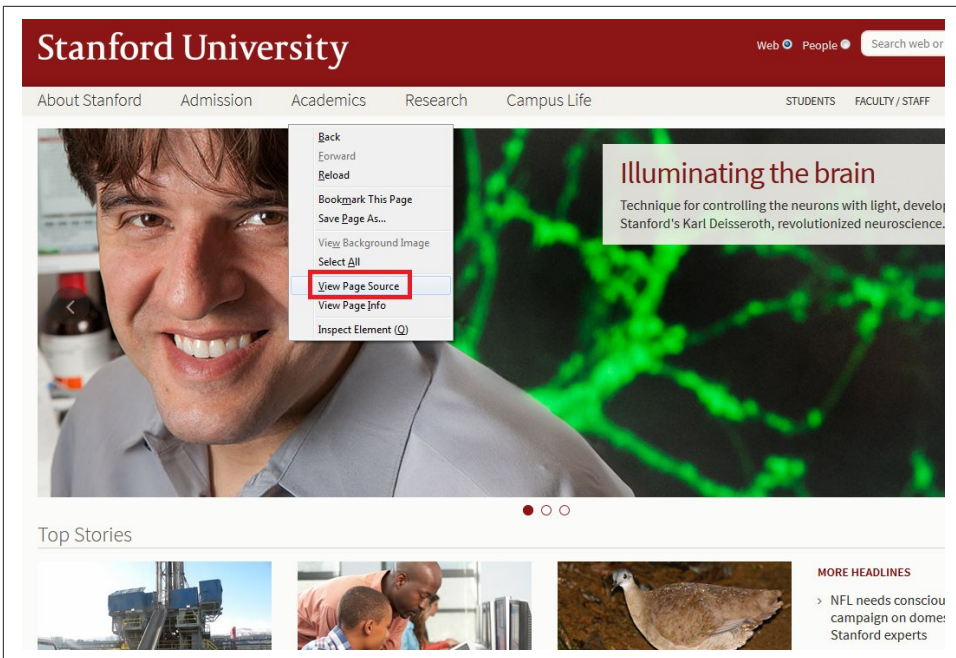 Stanford University
Web People Search web or
About Stanford Admission Academics Research Campus Life STUDENTS FACULTY / STAFF
Back
Forward
Reload
Bookmark This Page
Save Page As...
View Background Image
Select All
View Page Source
View Page Info
Inspect Element (Q)
Illuminating the brain
Technique for controlling the neurons with light, develop
Stanford's Karl Deisseroth, revolutionized neuroscience.
Top Stories
MORE HEADLINES
NFL needs consciou
campaign on domes
Stanford experts